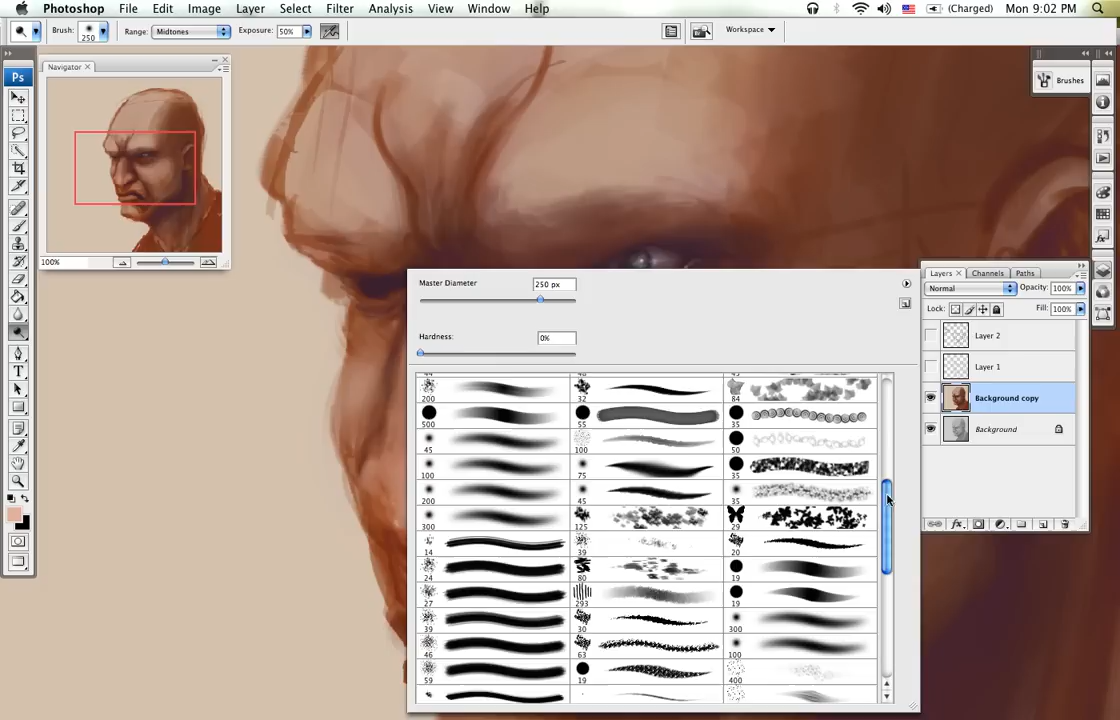 Photoshop File Edit Image Layer Select Filter Analysis View Window Help (Charged) Mon 9:02 PM
Brush: 250 Range: Midtones Exposure: 50% Workspace
Navigator
Ps
Brushes
100%
Master Diameter 250 px
Hardness: 0%
Layers Channels Paths
Normal Opacity: 100%
Lock: Fill: 100%
Layer 2
Layer 1
Background copy
Background
200 32 84
500 55 35
45 100 50
100 75 35
200 45 35
300 125 29
14 39 20
24 80 19
27 293 19
39 30 300
46 63 100
59 19 400
fx
T